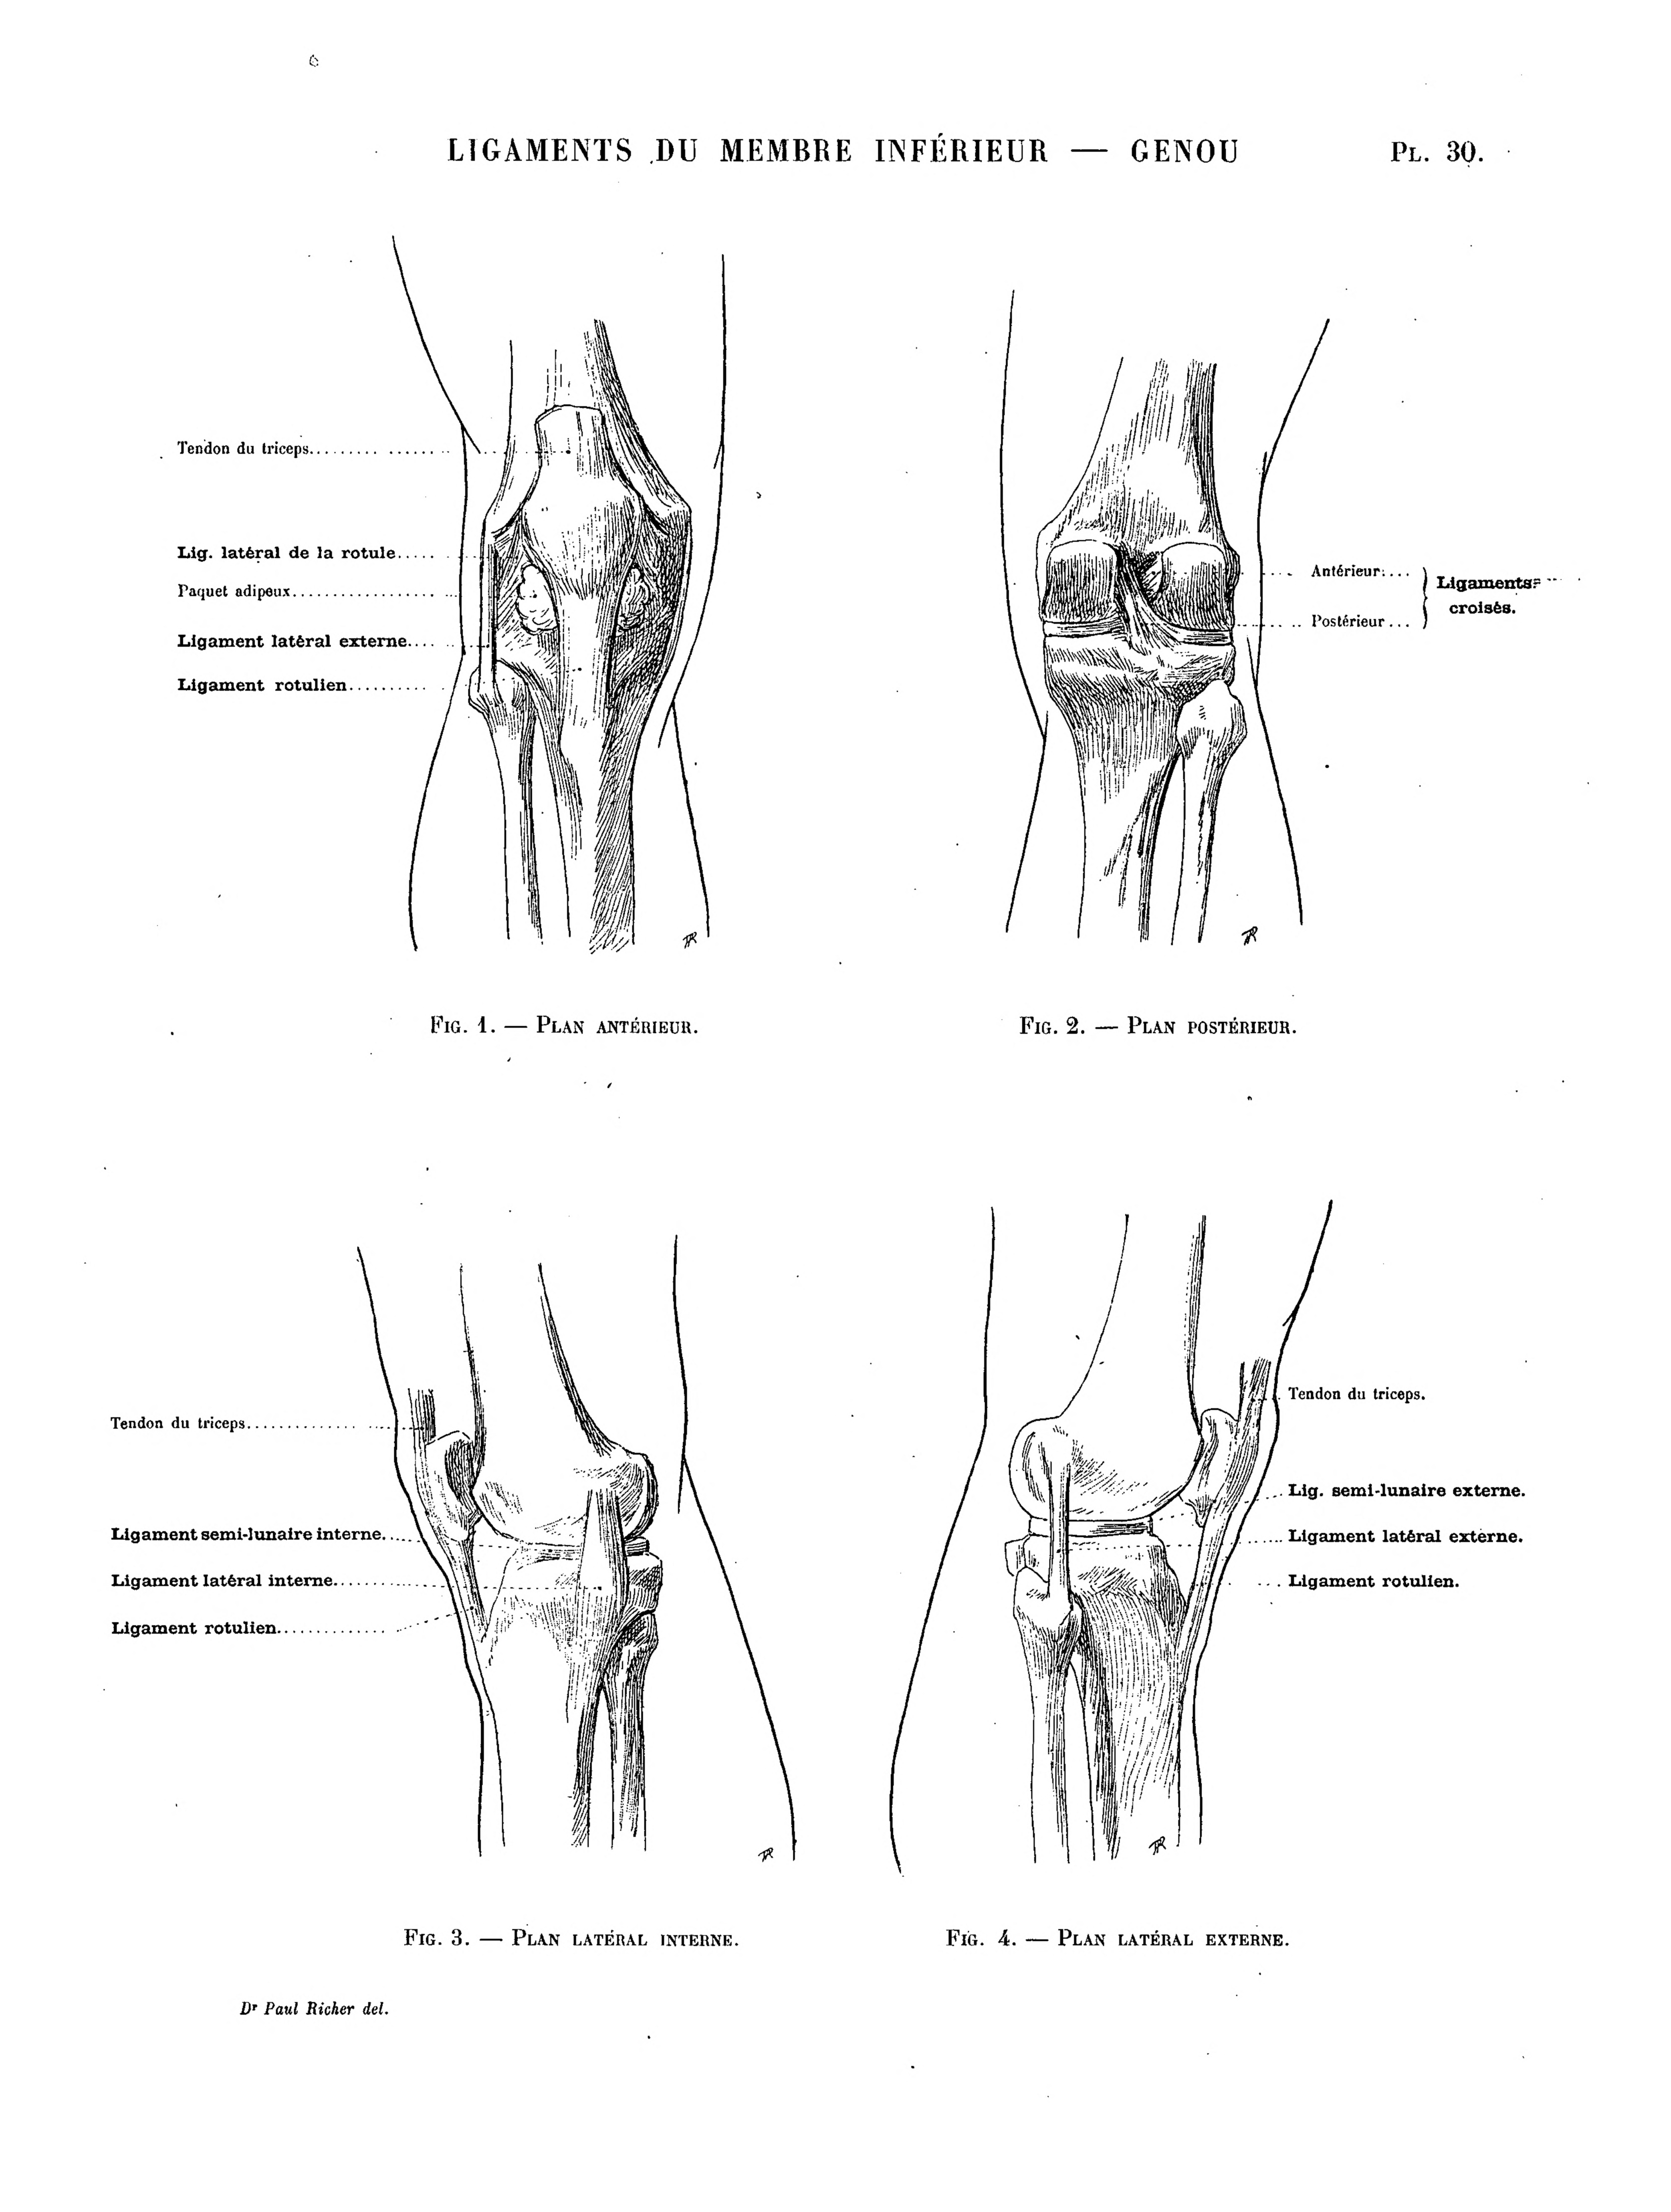 LIGAMENTS DU MEMBRE INFÉRIEUR — GENOU PL. 30.
Tendon du triceps
Lig. latéral de la rotule
Paquet adipeux
Ligament latéral externe
Ligament rotulien
Antérieur
Postérieur
Ligaments
croisés.
FIG. 1. — PLAN ANTÉRIEUR.
FIG. 2. — PLAN POSTÉRIEUR.
Tendon du triceps
Ligament semi-lunaire interne
Ligament latéral interne
Ligament rotulien
Tendon du triceps.
Lig. semi-lunaire externe.
Ligament latéral externe.
Ligament rotulien.
FIG. 3. — PLAN LATÉRAL INTERNE.
FIG. 4. — PLAN LATÉRAL EXTERNE.
Dr Paul Richer del.